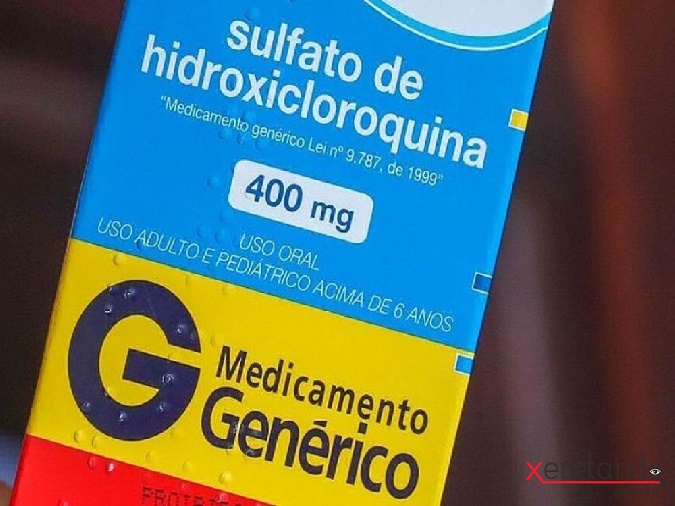 sulfato de
hidroxicloroquina
"Medicamento genérico Lei nº 9.787, de 1999"
400 mg
USO ORAL
USO ADULTO E PEDIÁTRICO ACIMA DE 6 ANOS
G Medicamento
Genérico